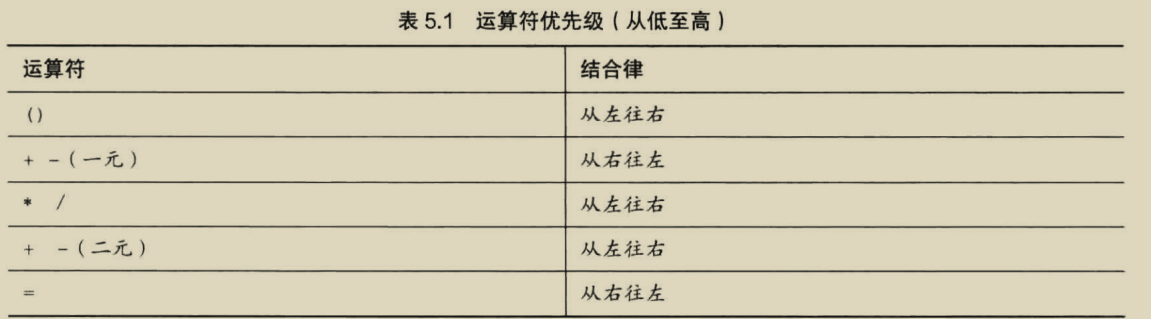 表 5.1 运算符优先级（从低至高）
运算符 结合律
() 从左往右
+ -（一元） 从右往左
* / 从左往右
+ -（二元） 从左往右
= 从右往左